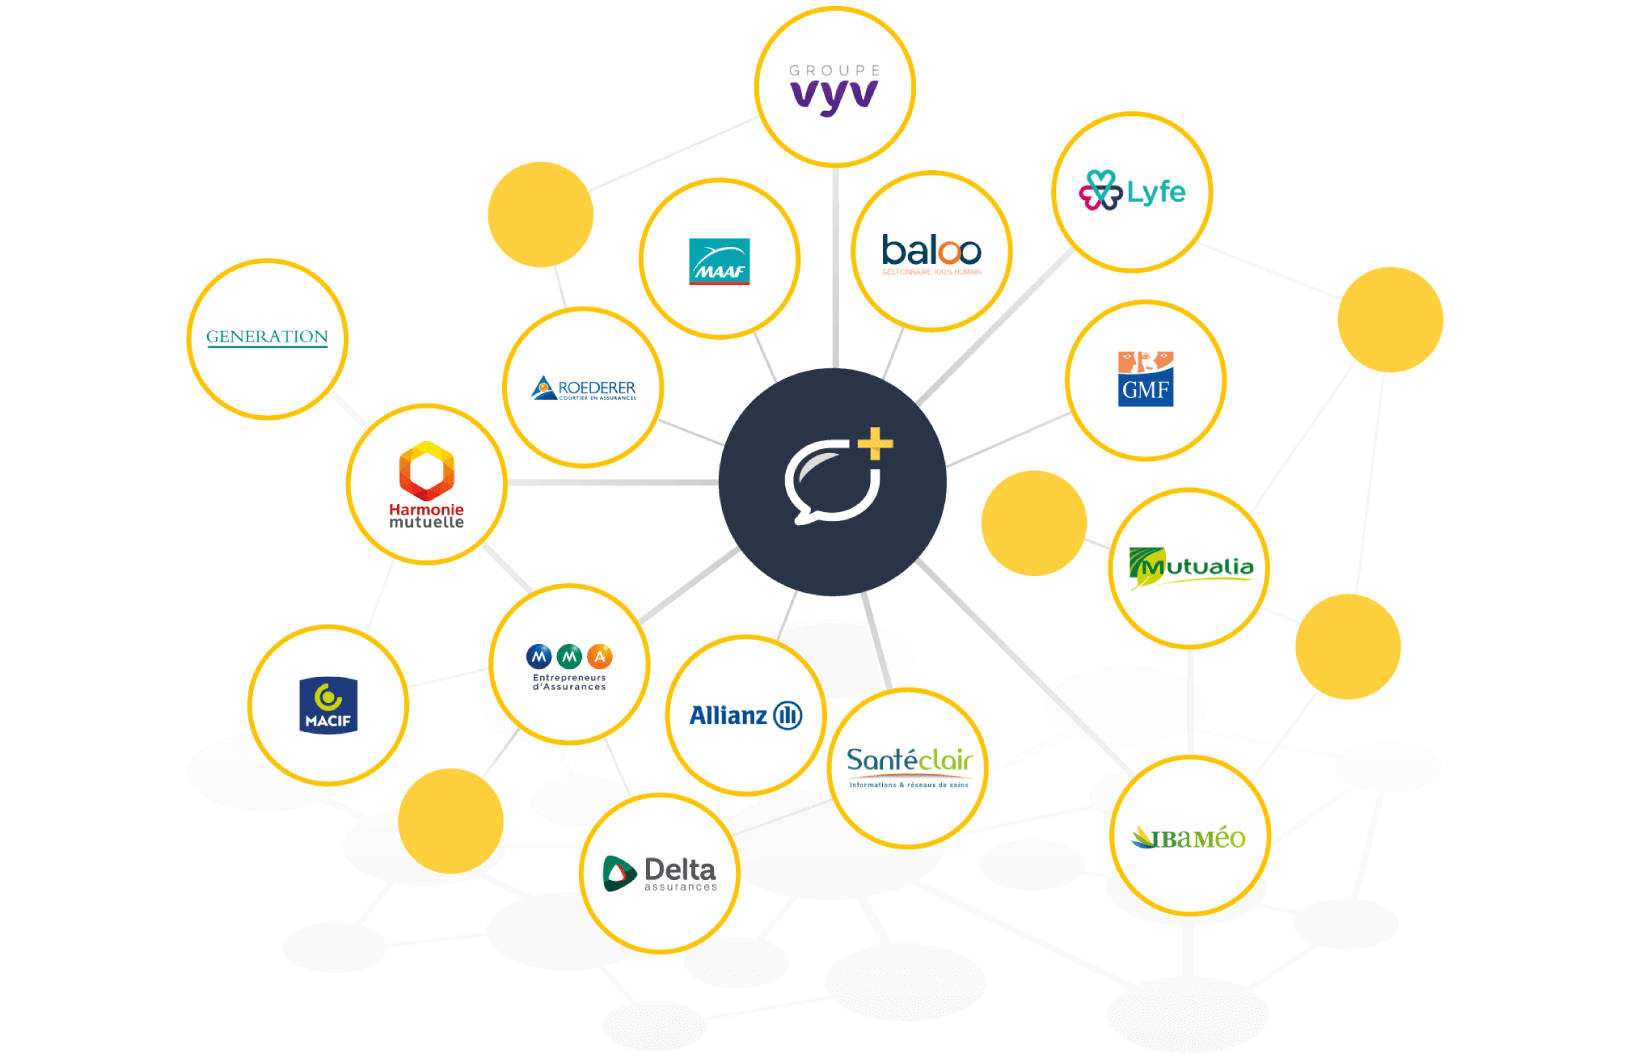 GROUPE
vyv
Lyfe
MAAF
baloo
GESTIONNAIRE 100% HUMAIN
GENERATION
ROEDERER
COURTIER EN ASSURANCES
GMF
Harmonie
mutuelle
Mutualia
MMA
Entrepreneurs
d'Assurances
MACIF
Allianz
Santéclair
Informations & réseaux de soins
IBaMéo
Delta
assurances